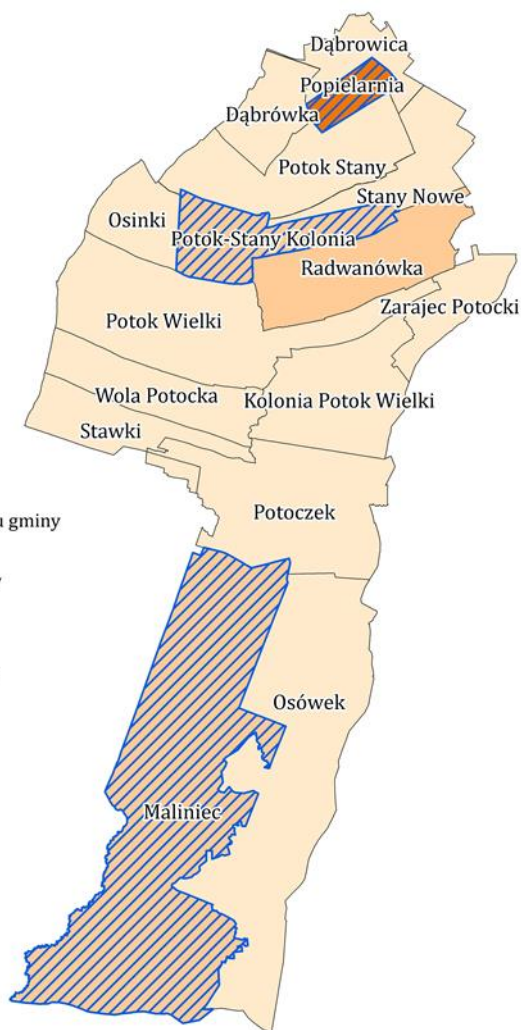 Dąbrowica
Popielarnia
Dąbrówka
Potok Stany
Stany Nowe
Osinki
Potok-Stany Kolonia
Radwanówka
Zarajec Potocki
Potok Wielki
Wola Potocka
Kolonia Potok Wielki
Stawki
Potoczek
gminy
Osówek
Maliniec